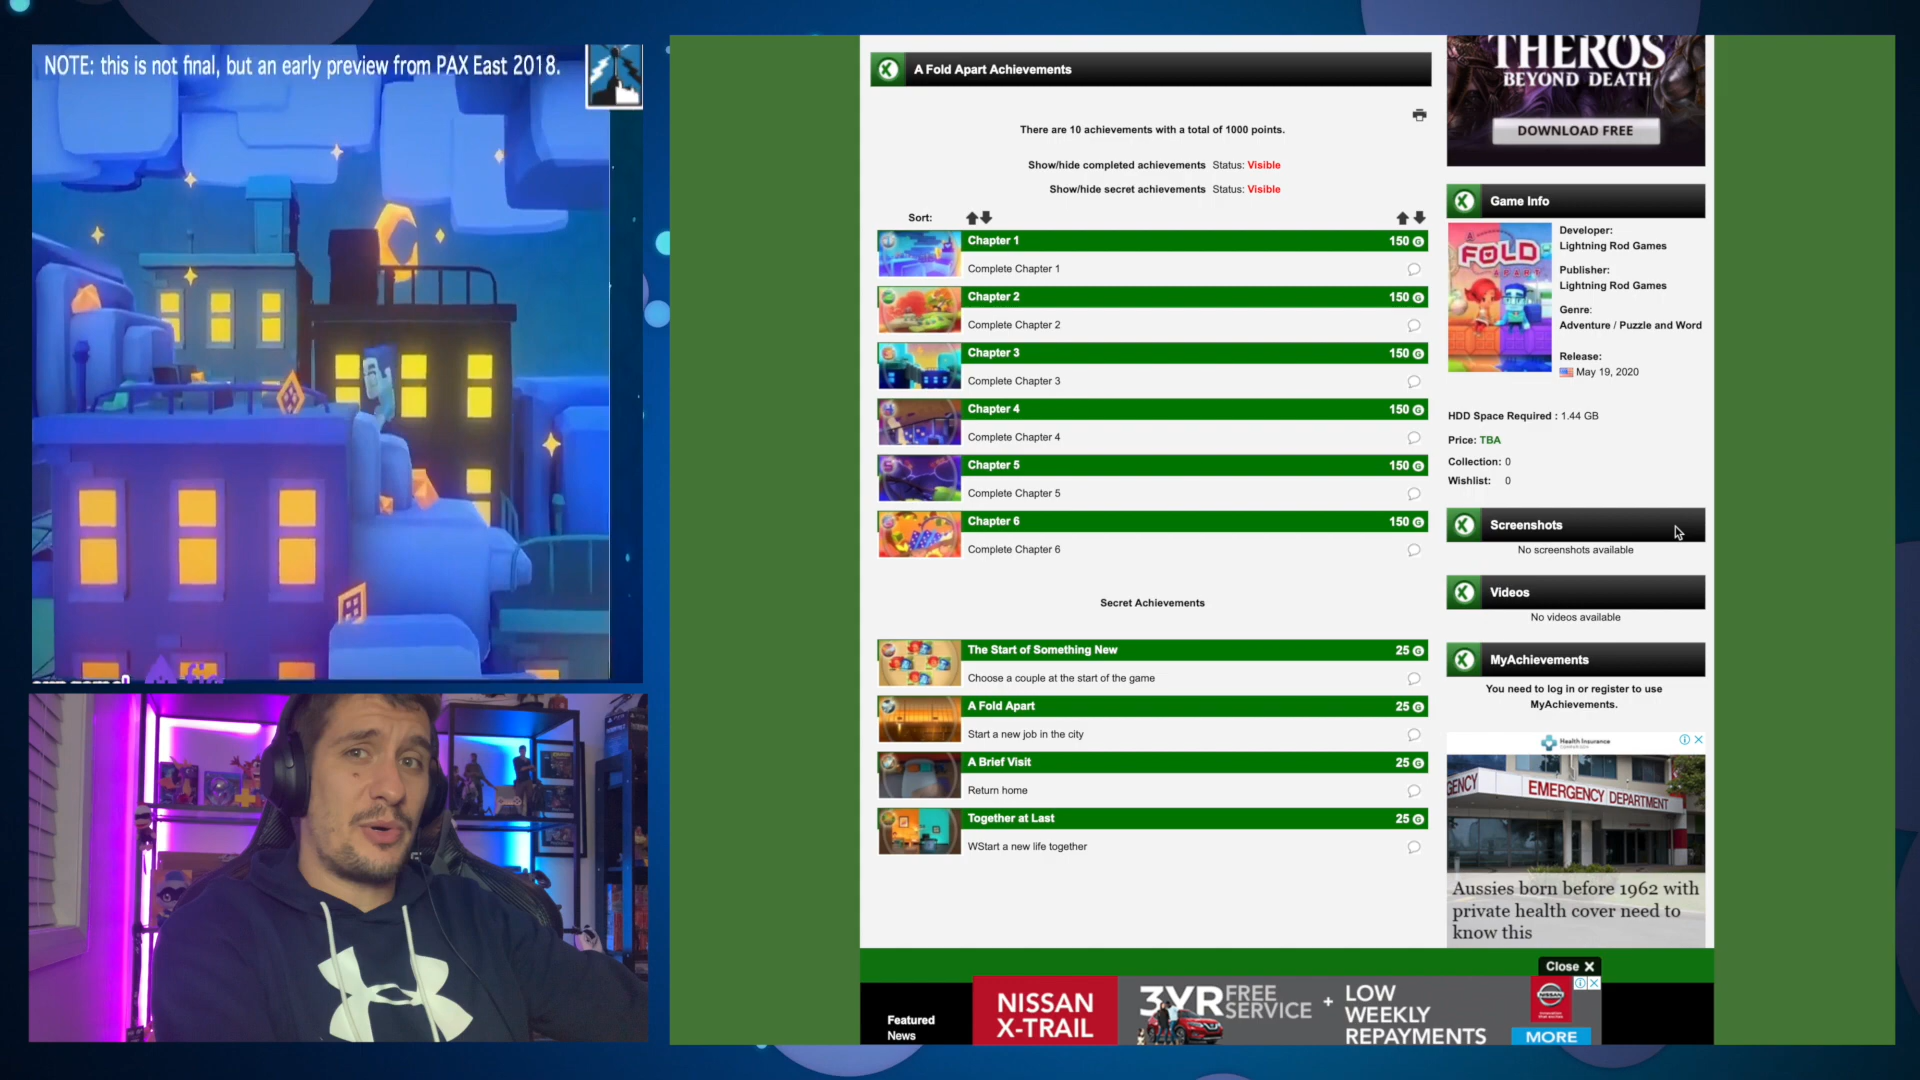 NOTE: this is not final, but an early preview from PAX East 2018.
A Fold Apart Achievements
There are 10 achievements with a total of 1000 points.
Show/hide completed achievements Status: Visible
Show/hide secret achievements Status: Visible
Sort:
Chapter 1 150 G
Complete Chapter 1
Chapter 2 150 G
Complete Chapter 2
Chapter 3 150 G
Complete Chapter 3
Chapter 4 150 G
Complete Chapter 4
Chapter 5 150 G
Complete Chapter 5
Chapter 6 150 G
Complete Chapter 6
Secret Achievements
The Start of Something New 25 G
Choose a couple at the start of the game
A Fold Apart 25 G
Start a new job in the city
A Brief Visit 25 G
Return home
Together at Last 25 G
WStart a new life together
THEROS
BEYOND DEATH
DOWNLOAD FREE
Game Info
FOLD
APART
Developer:
Lightning Rod Games
Publisher:
Lightning Rod Games
Genre:
Adventure / Puzzle and Word
Release:
May 19, 2020
HDD Space Required : 1.44 GB
Price: TBA
Collection: 0
Wishlist: 0
Screenshots
No screenshots available
Videos
No videos available
MyAchievements
You need to log in or register to use
MyAchievements.
Health Insurance
EMERGENCY DEPARTMENT
Aussies born before 1962 with
private health cover need to
know this
Close X
Featured
News
NISSAN
X-TRAIL
3YR FREE
SERVICE
+
LOW
WEEKLY
REPAYMENTS
NISSAN
MORE